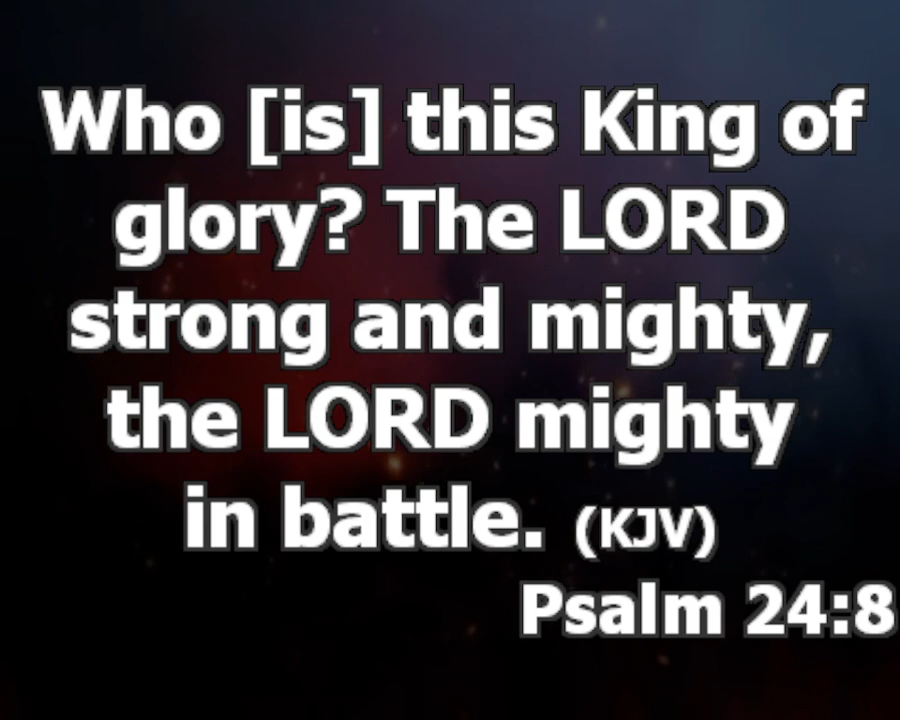 Who [is] this King of
glory? The LORD
strong and mighty,
the LORD mighty
in battle. (KJV)
Psalm 24:8